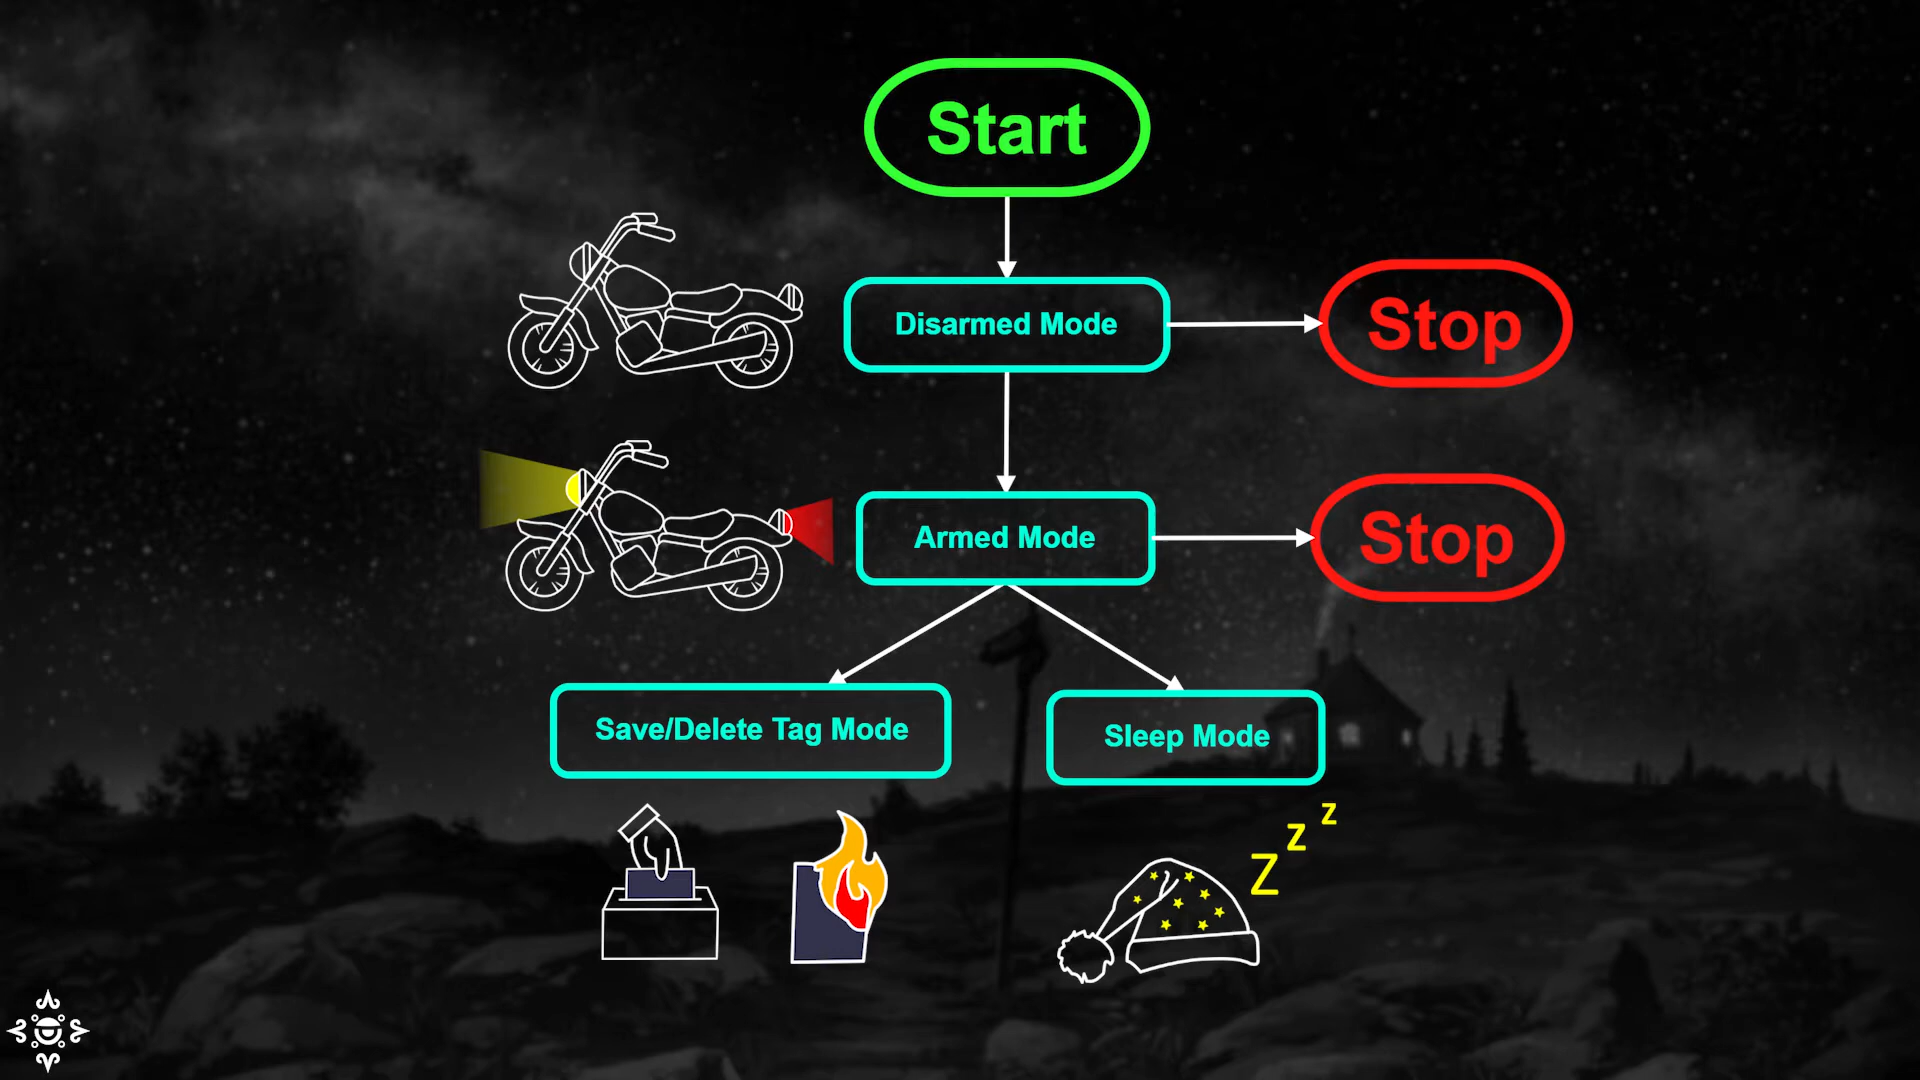 Start
Disarmed Mode
Stop
Armed Mode
Stop
Save/Delete Tag Mode
Sleep Mode
Z z z